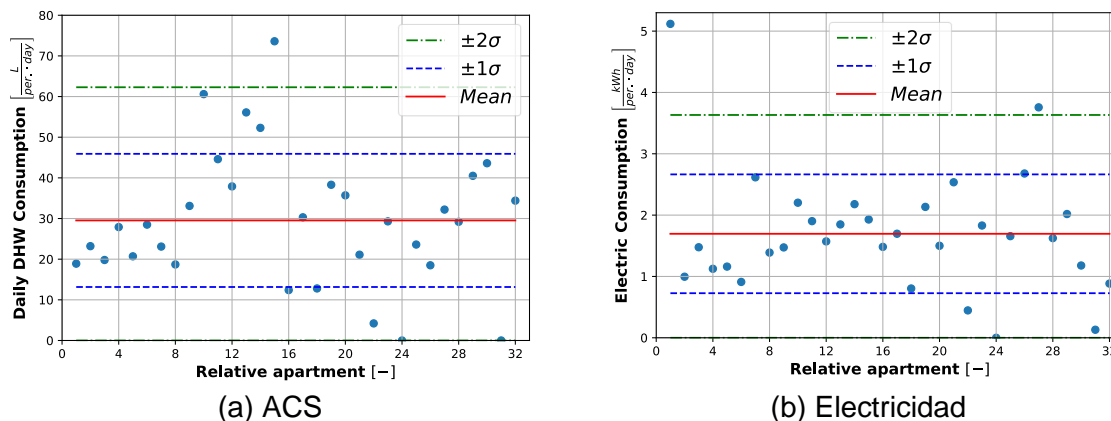 80
70
60
50
40
30
20
10
0
Daily DHW Consumption [L / per. · day]
±2σ
±1σ
Mean
0 4 8 12 16 20 24 28 32
Relative apartment [−]
(a) ACS
5
4
3
2
1
0
Electric Consumption [kWh / per. · day]
±2σ
±1σ
Mean
0 4 8 12 16 20 24 28 32
Relative apartment [−]
(b) Electricidad